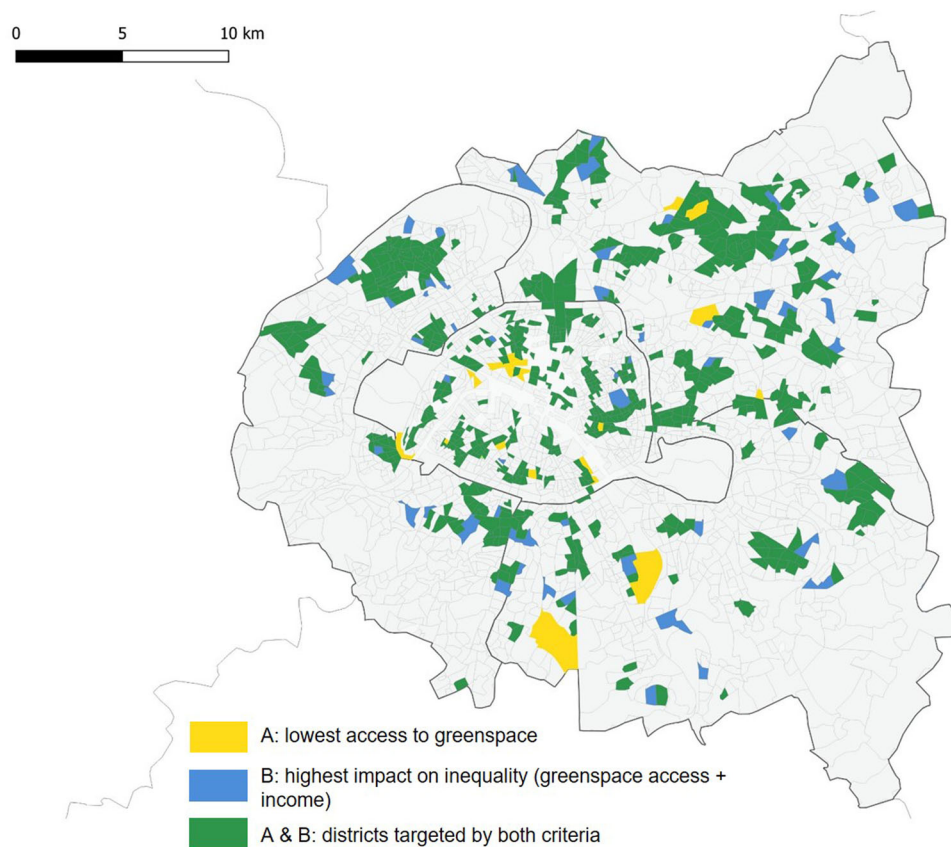 0 5 10 km
A: lowest access to greenspace
B: highest impact on inequality (greenspace access +
income)
A & B: districts targeted by both criteria